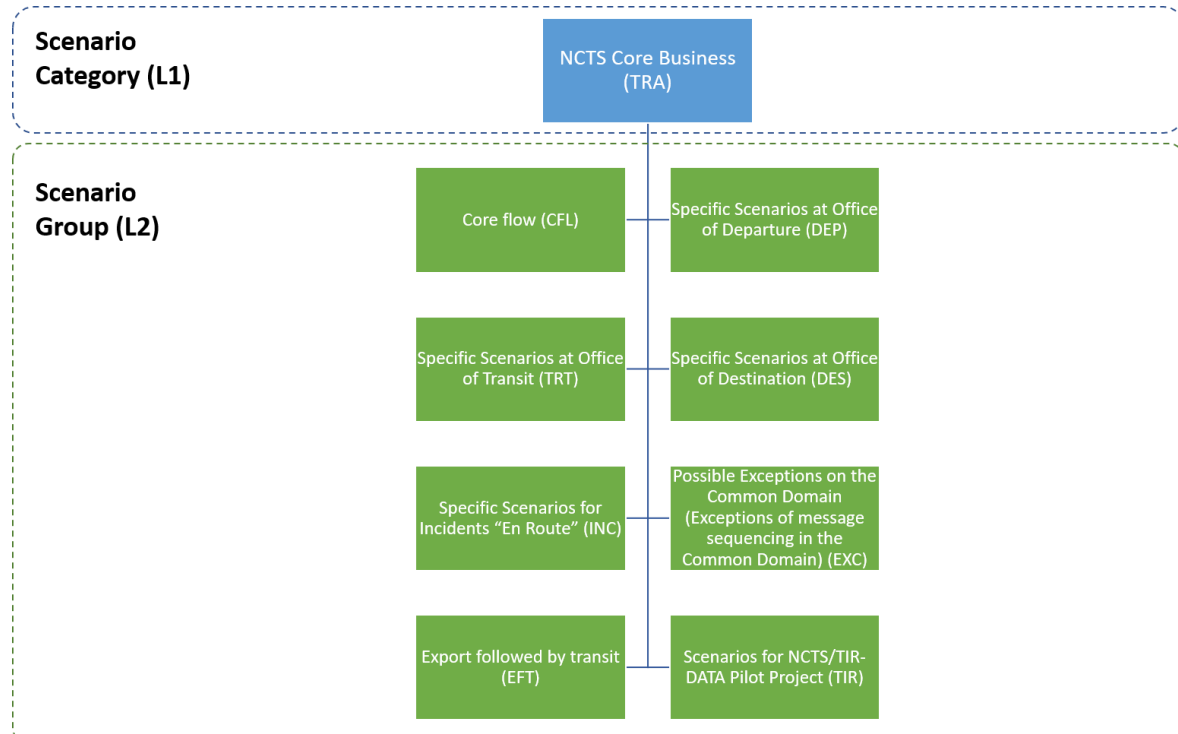 Scenario
Category (L1)
NCTS Core Business
(TRA)
Scenario
Group (L2)
Core flow (CFL)
Specific Scenarios at Office
of Departure (DEP)
Specific Scenarios at Office
of Transit (TRT)
Specific Scenarios at Office
of Destination (DES)
Specific Scenarios for
Incidents “En Route” (INC)
Possible Exceptions on the
Common Domain
(Exceptions of message
sequencing in the
Common Domain) (EXC)
Export followed by transit
(EFT)
Scenarios for NCTS/TIR-
DATA Pilot Project (TIR)